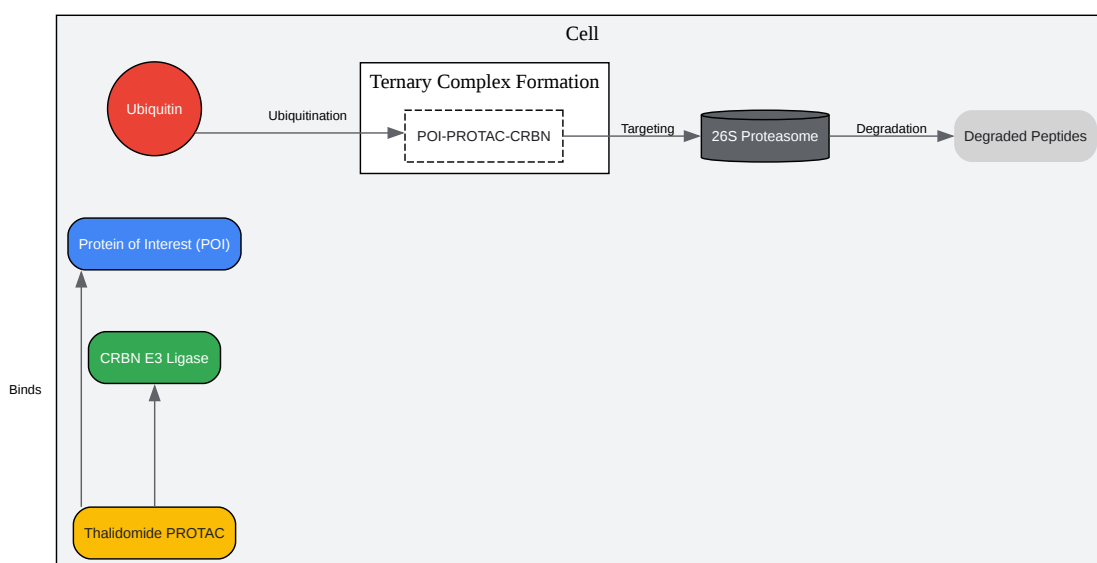 Cell
Ternary Complex Formation
Ubiquitin
Ubiquitination
POI-PROTAC-CRBN
Targeting
26S Proteasome
Degradation
Degraded Peptides
Protein of Interest (POI)
CRBN E3 Ligase
Binds
Thalidomide PROTAC